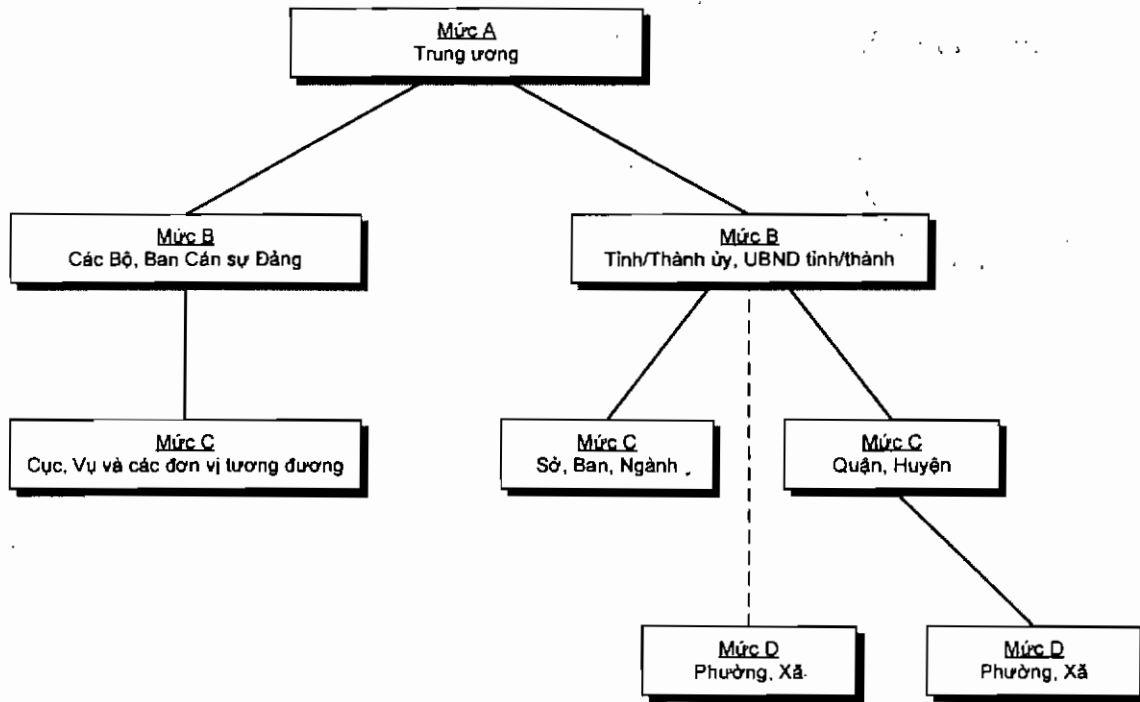 Mức A
Trung ương
Mức B
Các Bộ, Ban Cán sự Đảng
Mức B
Tỉnh/Thành ủy, UBND tỉnh/thành
Mức C
Cục, Vụ và các đơn vị tương đương
Mức C
Sở, Ban, Ngành
Mức C
Quận, Huyện
Mức D
Phường, Xã
Mức D
Phường, Xã